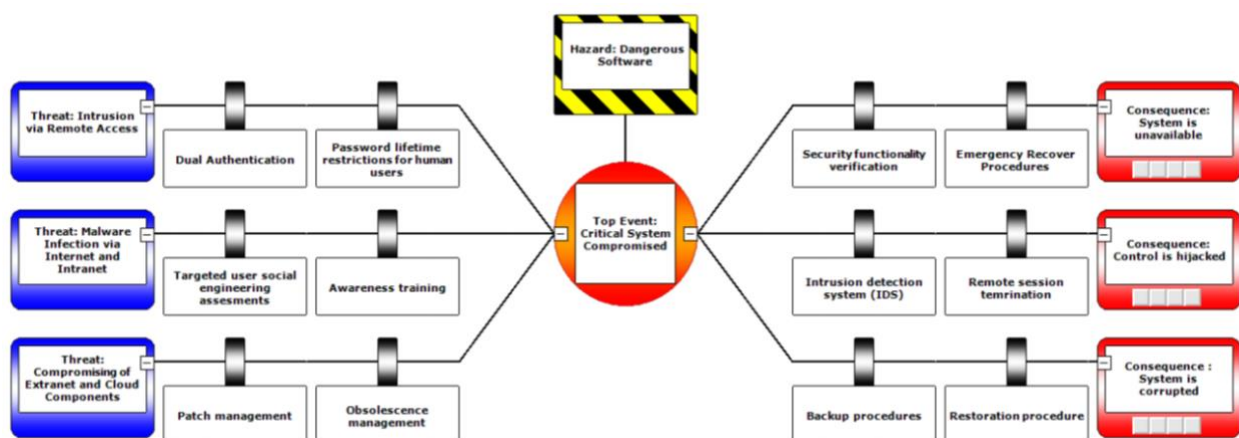 Hazard: Dangerous
Software
Threat: Intrusion
via Remote Access
Dual Authentication
Password lifetime
restrictions for human
users
Security functionality
verification
Emergency Recover
Procedures
Consequence:
System is
unavailable
Threat: Malware
Infection via
Internet and
Intranet
Targeted user social
engineering
assesments
Awareness training
Top Event:
Critical System
Compromised
Intrusion detection
system (IDS)
Remote session
temrination
Consequence:
Control is hijacked
Threat:
Compromising of
Extranet and Cloud
Components
Patch management
Obsolescence
management
Backup procedures
Restoration procedure
Consequence :
System is
corrupted